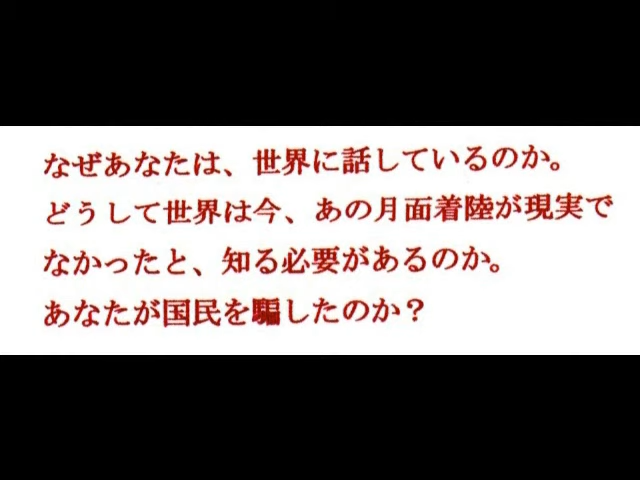 なぜあなたは、世界に話しているのか。
どうして世界は今、あの月面着陸が現実で
なかったと、知る必要があるのか。
あなたが国民を騙したのか？